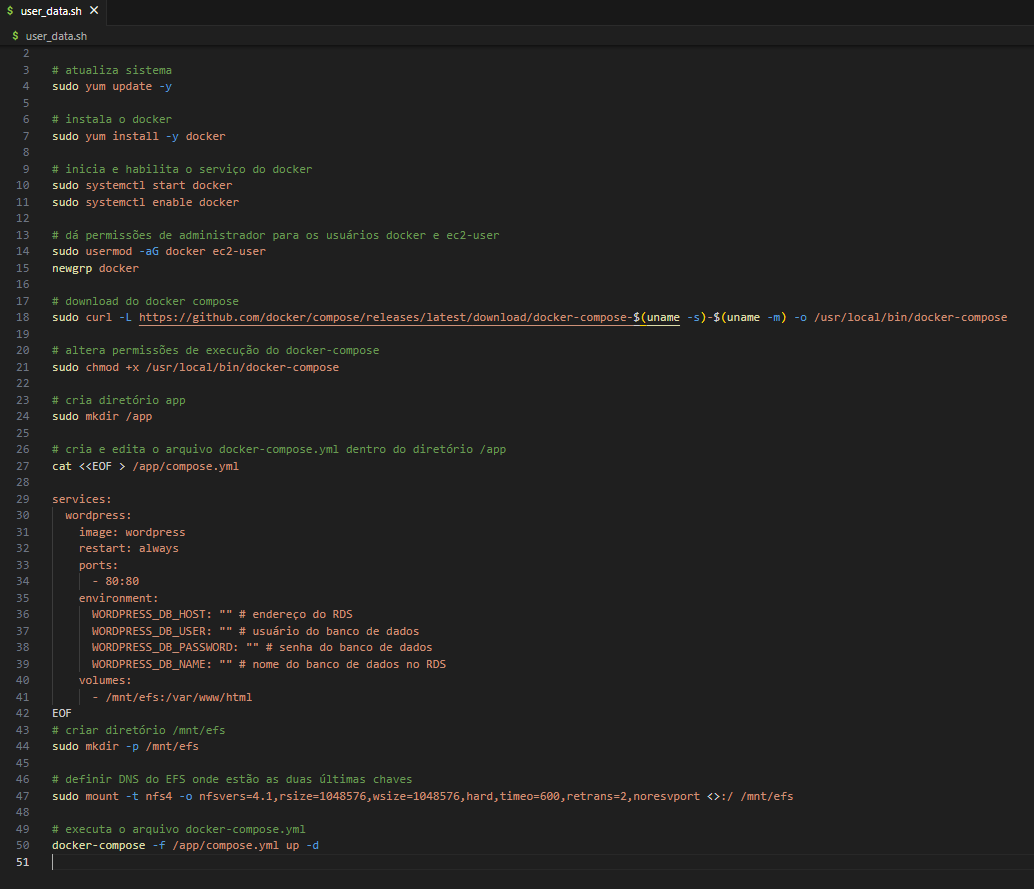 $ user_data.sh ×
$ user_data.sh
2
3 # atualiza sistema
4 sudo yum update -y
5
6 # instala o docker
7 sudo yum install -y docker
8
9 # inicia e habilita o serviço do docker
10 sudo systemctl start docker
11 sudo systemctl enable docker
12
13 # dá permissões de administrador para os usuários docker e ec2-user
14 sudo usermod -aG docker ec2-user
15 newgrp docker
16
17 # download do docker compose
18 sudo curl -L https://github.com/docker/compose/releases/latest/download/docker-compose-$(uname -s)-$(uname -m) -o /usr/local/bin/docker-compose
19
20 # altera permissões de execução do docker-compose
21 sudo chmod +x /usr/local/bin/docker-compose
22
23 # cria diretório app
24 sudo mkdir /app
25
26 # cria e edita o arquivo docker-compose.yml dentro do diretório /app
27 cat <<EOF > /app/compose.yml
28
29 services:
30   wordpress:
31     image: wordpress
32     restart: always
33     ports:
34       - 80:80
35     environment:
36       WORDPRESS_DB_HOST: "" # endereço do RDS
37       WORDPRESS_DB_USER: "" # usuário do banco de dados
38       WORDPRESS_DB_PASSWORD: "" # senha do banco de dados
39       WORDPRESS_DB_NAME: "" # nome do banco de dados no RDS
40     volumes:
41       - /mnt/efs:/var/www/html
42 EOF
43 # criar diretório /mnt/efs
44 sudo mkdir -p /mnt/efs
45
46 # definir DNS do EFS onde estão as duas últimas chaves
47 sudo mount -t nfs4 -o nfsvers=4.1,rsize=1048576,wsize=1048576,hard,timeo=600,retrans=2,noresvport <>:/ /mnt/efs
48
49 # executa o arquivo docker-compose.yml
50 docker-compose -f /app/compose.yml up -d
51